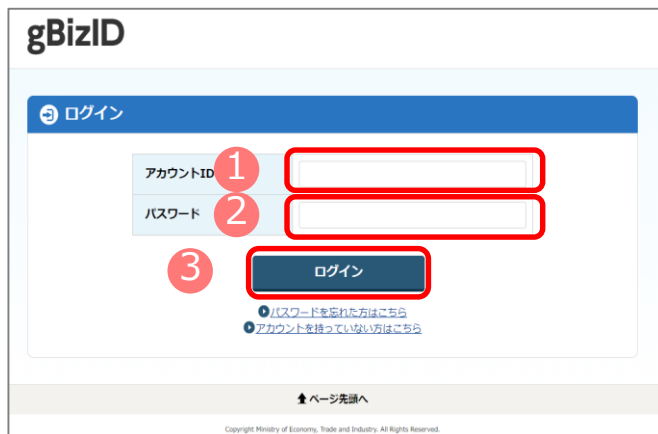 gBizID
ログイン
アカウントID 1
パスワード 2
3 ログイン
パスワードを忘れた方はこちら
アカウントを持っていない方はこちら
ページ先頭へ
Copyright Ministry of Economy, Trade and Industry. All Rights Reserved.